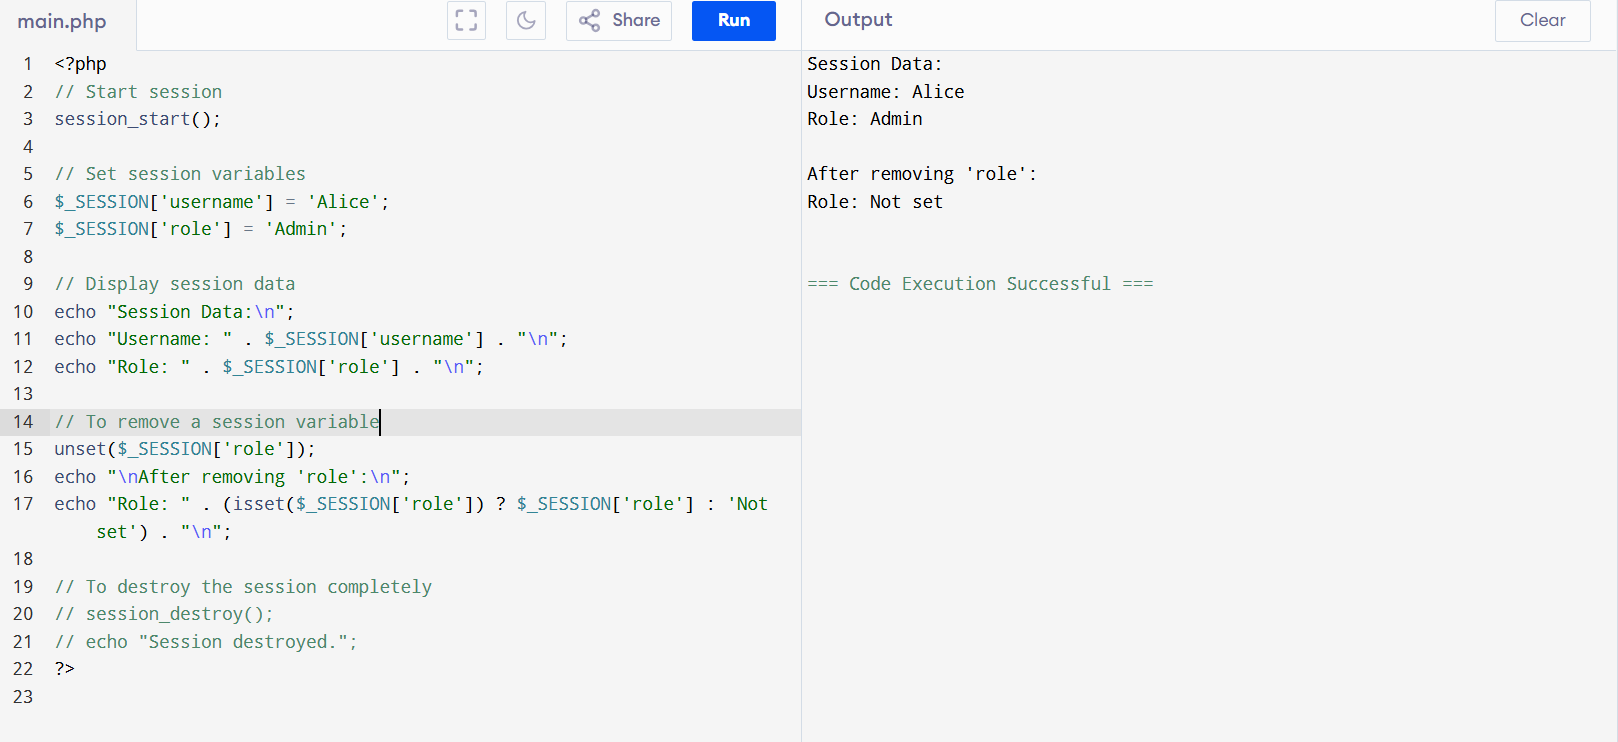 main.php
Share
Run
Output
Clear
1 <?php
2 // Start session
3 session_start();
4
5 // Set session variables
6 $_SESSION['username'] = 'Alice';
7 $_SESSION['role'] = 'Admin';
8
9 // Display session data
10 echo "Session Data:\n";
11 echo "Username: " . $_SESSION['username'] . "\n";
12 echo "Role: " . $_SESSION['role'] . "\n";
13
14 // To remove a session variable
15 unset($_SESSION['role']);
16 echo "\nAfter removing 'role':\n";
17 echo "Role: " . (isset($_SESSION['role']) ? $_SESSION['role'] : 'Not
set') . "\n";
18
19 // To destroy the session completely
20 // session_destroy();
21 // echo "Session destroyed.";
22 ?>
23
Session Data:
Username: Alice
Role: Admin
After removing 'role':
Role: Not set
=== Code Execution Successful ===